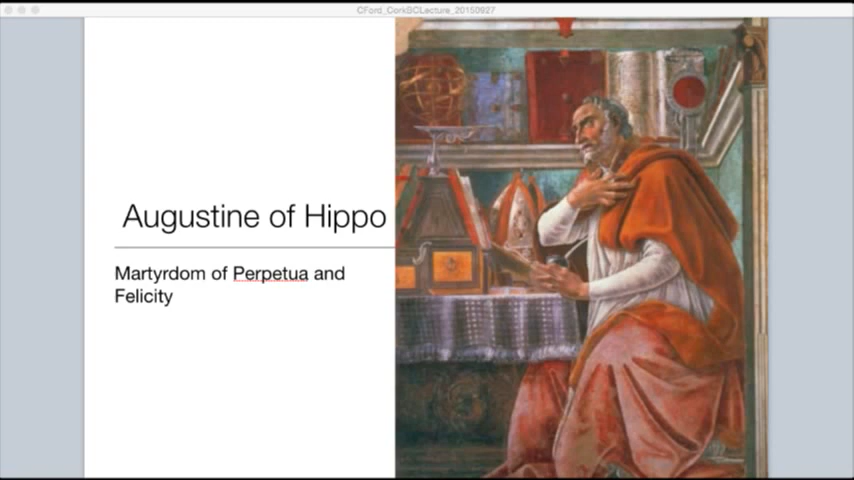 CFord_CorkBCLecture_20150927
Augustine of Hippo
Martyrdom of Perpetua and
Felicity